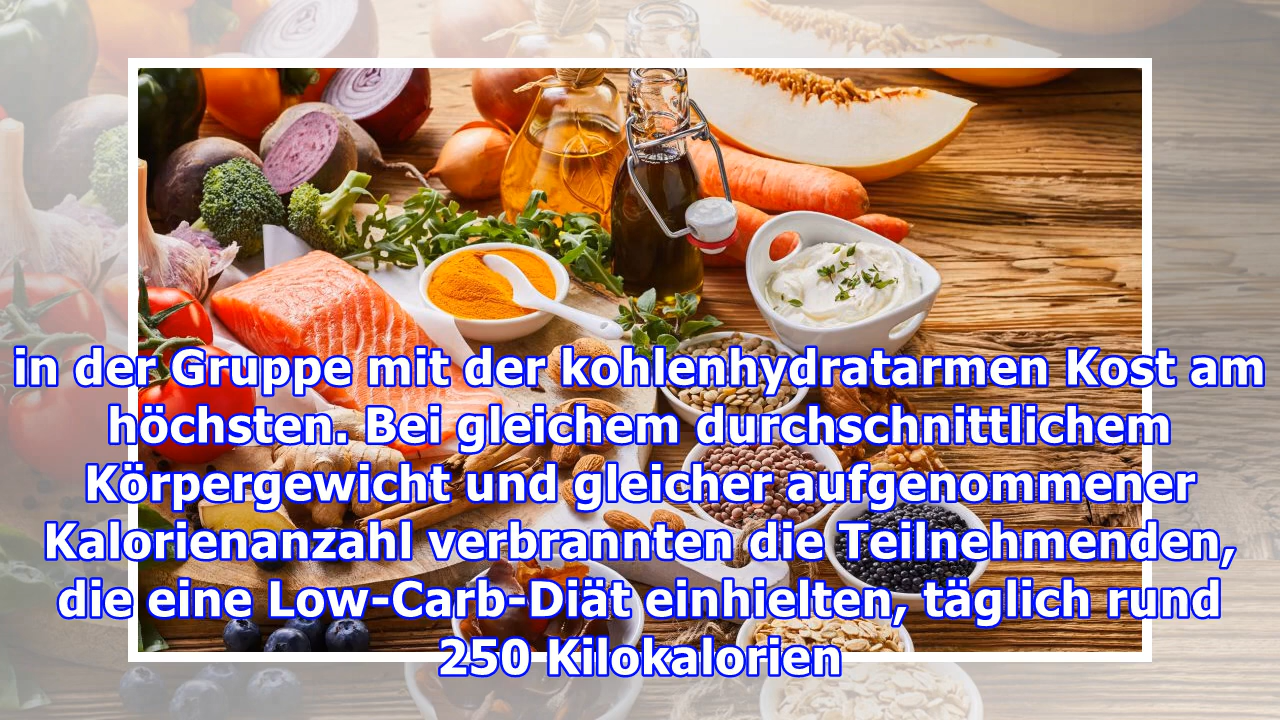 in der Gruppe mit der kohlenhydratarmen Kost am
höchsten. Bei gleichem durchschnittlichem
Körpergewicht und gleicher aufgenommener
Kalorienanzahl verbrannten die Teilnehmenden,
die eine Low-Carb-Diät einhielten, täglich rund
250 Kilokalorien